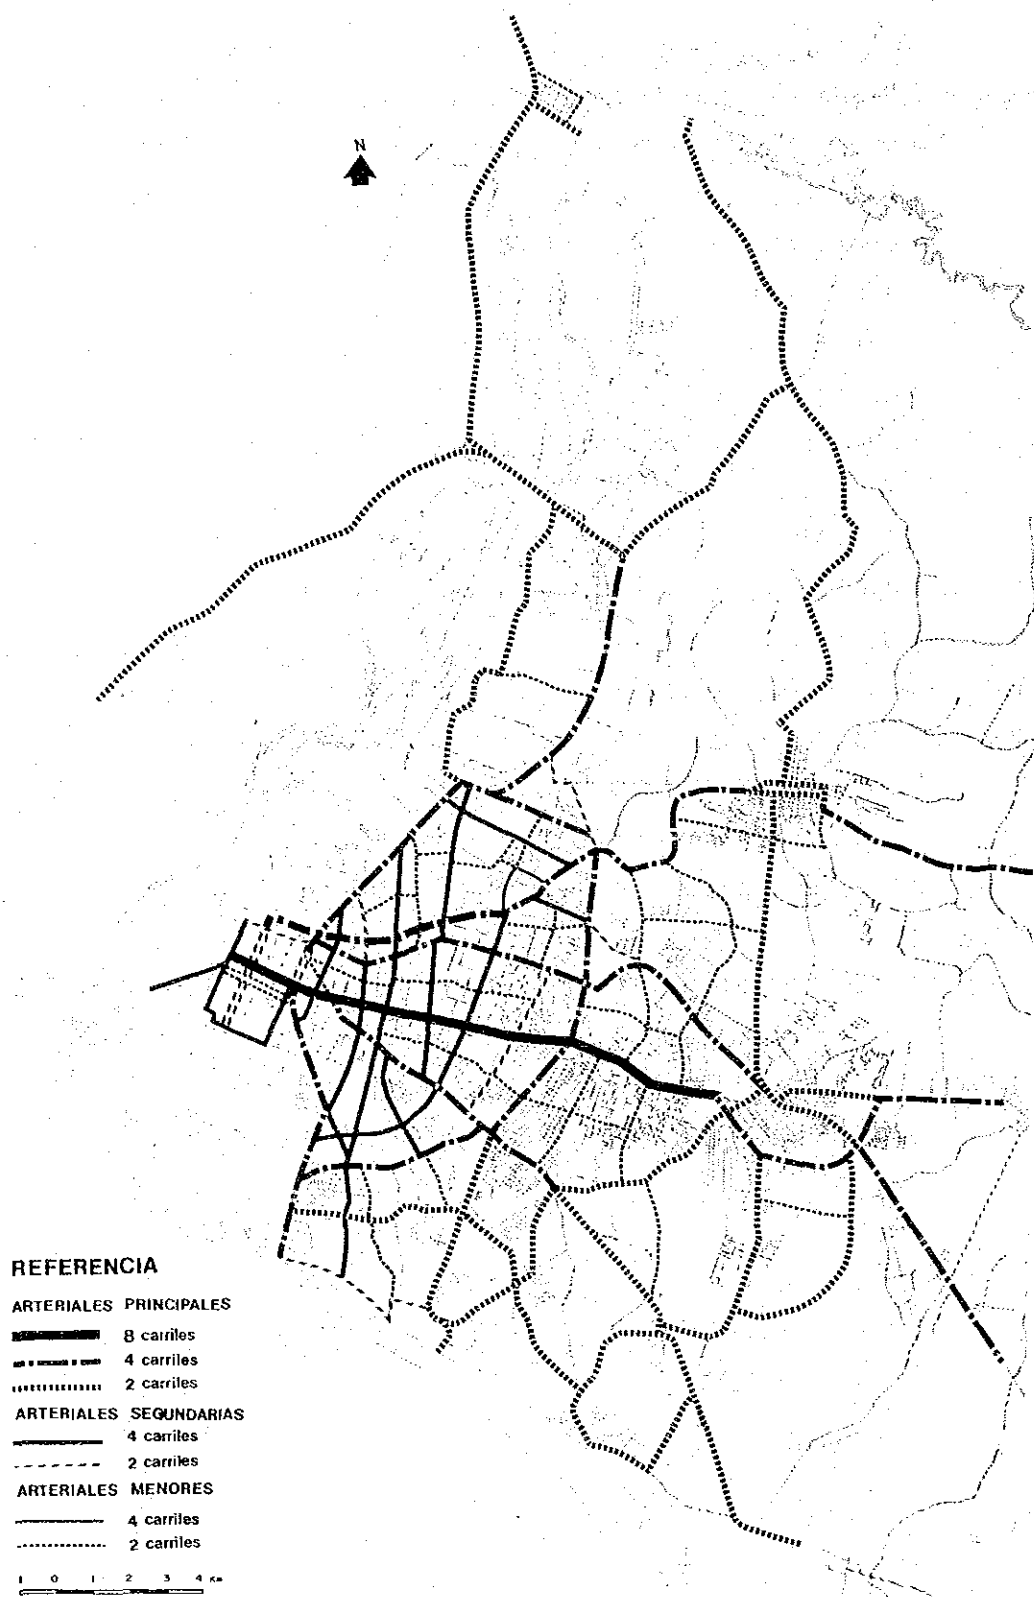 N
REFERENCIA
ARTERIALES PRINCIPALES
8 carriles
4 carriles
2 carriles
ARTERIALES SEGUNDARIAS
4 carriles
2 carriles
ARTERIALES MENORES
4 carriles
2 carriles
1 0 1 2 3 4 Km